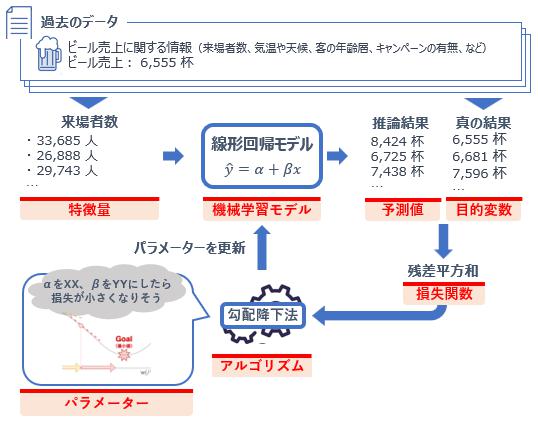 過去のデータ
ビール売上に関する情報（来場者数、気温や天候、客の年齢層、キャンペーンの有無、など）
ビール売上： 6,555 杯
来場者数
・33,685 人
・26,888 人
・29,743 人
…
特徴量
線形回帰モデル
ŷ = α + βx
機械学習モデル
推論結果
8,424 杯
6,725 杯
7,438 杯
…
予測値
真の結果
6,555 杯
6,681 杯
7,596 杯
…
目的変数
残差平方和
損失関数
パラメーターを更新
勾配降下法
アルゴリズム
αをXX、βをYYにしたら
損失が小さくなりそう
Goal
(最小値)
パラメーター